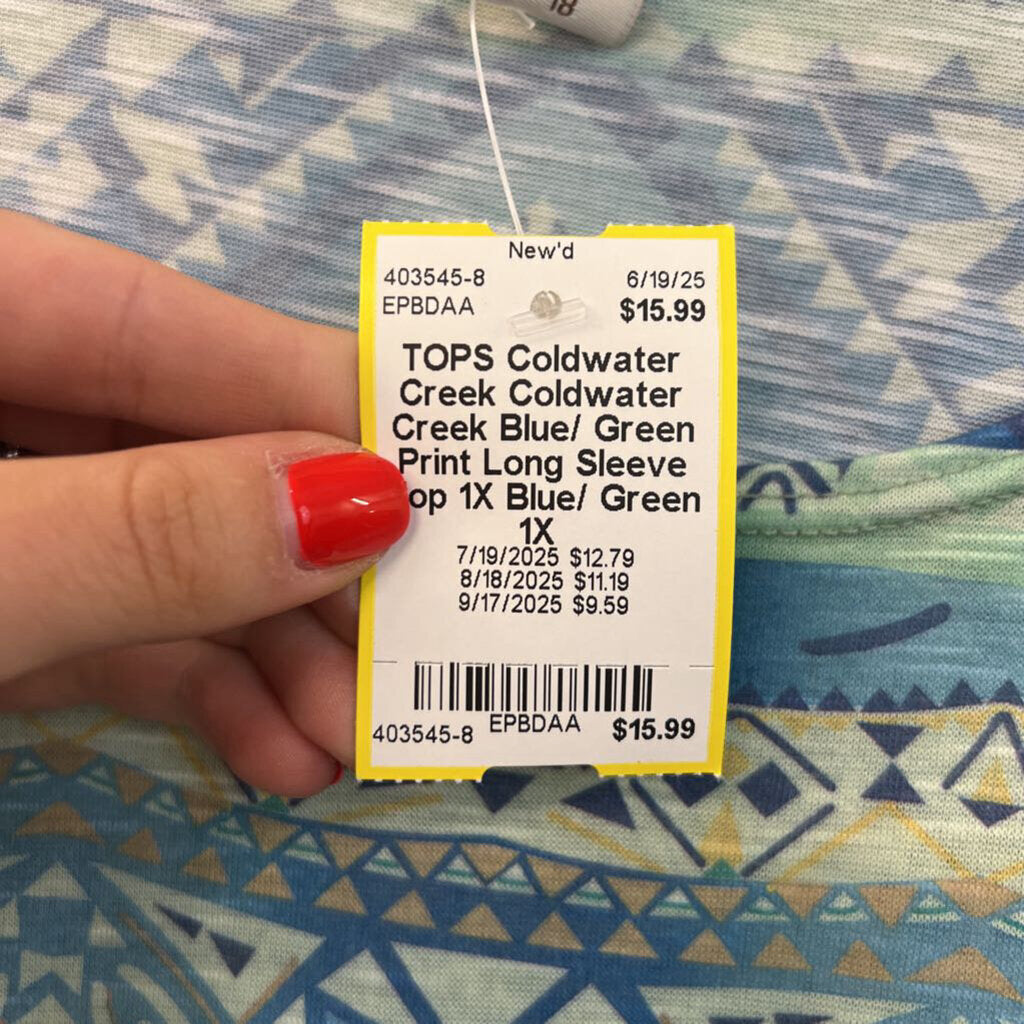 18
New'd
403545-8 6/19/25
EPBDAA $15.99
TOPS Coldwater
Creek Coldwater
Creek Blue/ Green
Print Long Sleeve
op 1X Blue/ Green
1X
7/19/2025 $12.79
8/18/2025 $11.19
9/17/2025 $9.59
403545-8 EPBDAA $15.99